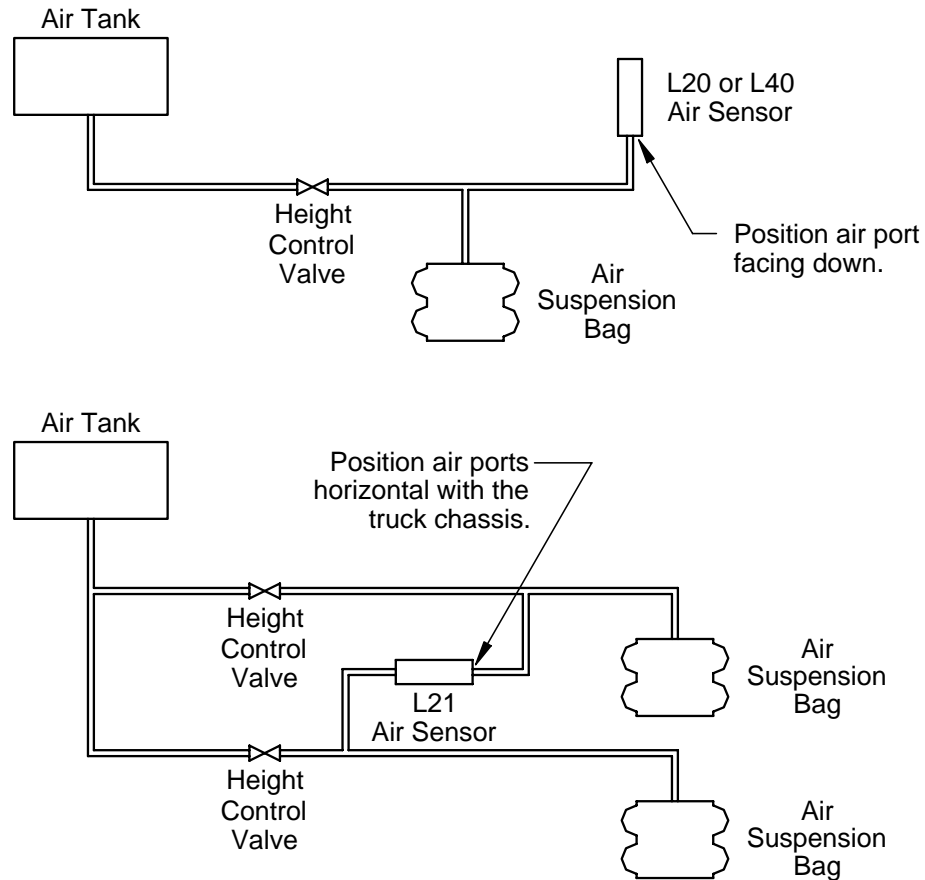 Air Tank
L20 or L40
Air Sensor
Height
Control
Valve
Position air port
facing down.
Air
Suspension
Bag
Air Tank
Position air ports
horizontal with the
truck chassis.
Height
Control
Valve
L21
Air Sensor
Air
Suspension
Bag
Height
Control
Valve
Air
Suspension
Bag